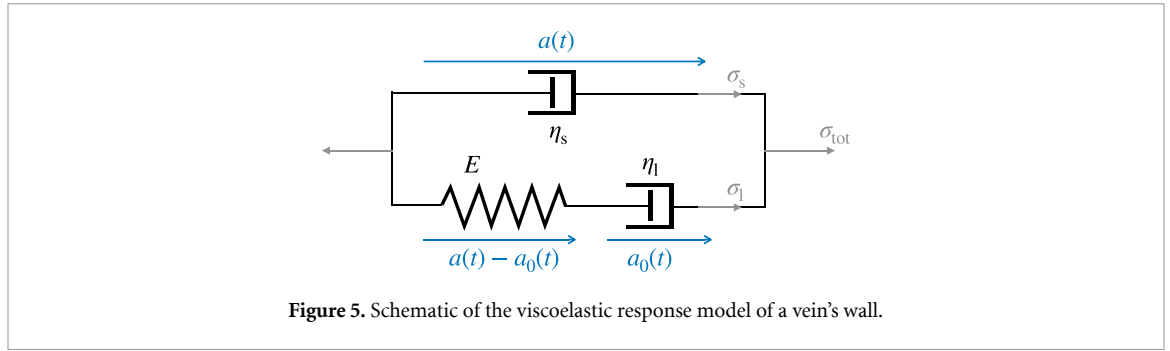 a(t)
σs
ηs
σtot
E
ηl
σl
a(t) − a0(t)
a0(t)
Figure 5. Schematic of the viscoelastic response model of a vein's wall.